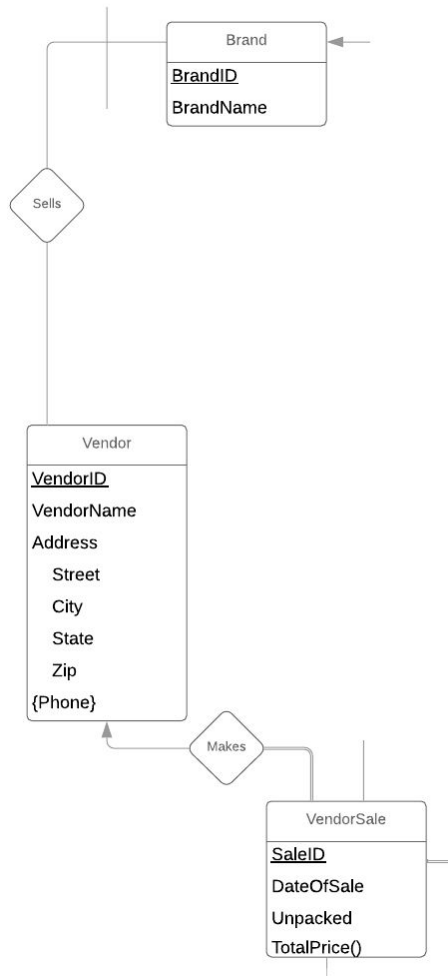 Brand
BrandID
BrandName
Sells
Vendor
VendorID
VendorName
Address
Street
City
State
Zip
{Phone}
Makes
VendorSale
SaleID
DateOfSale
Unpacked
TotalPrice()